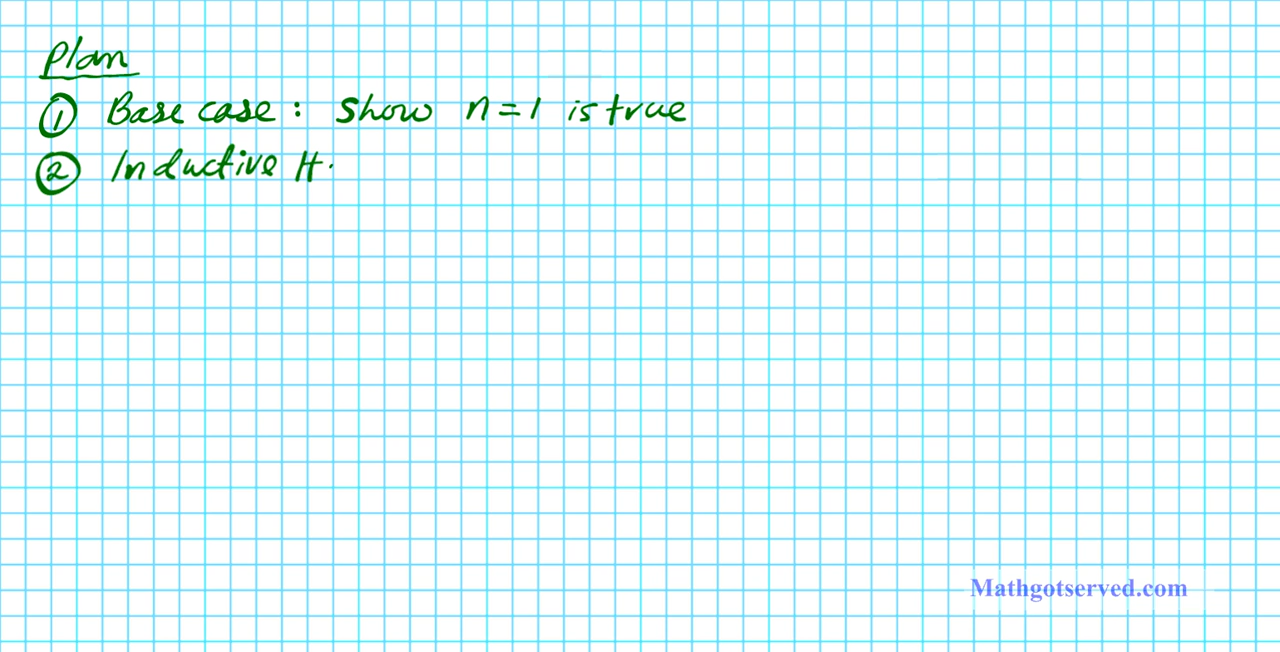 Plan
① Base case: Show n=1 is true
② Inductive H.
Mathgotserved.com